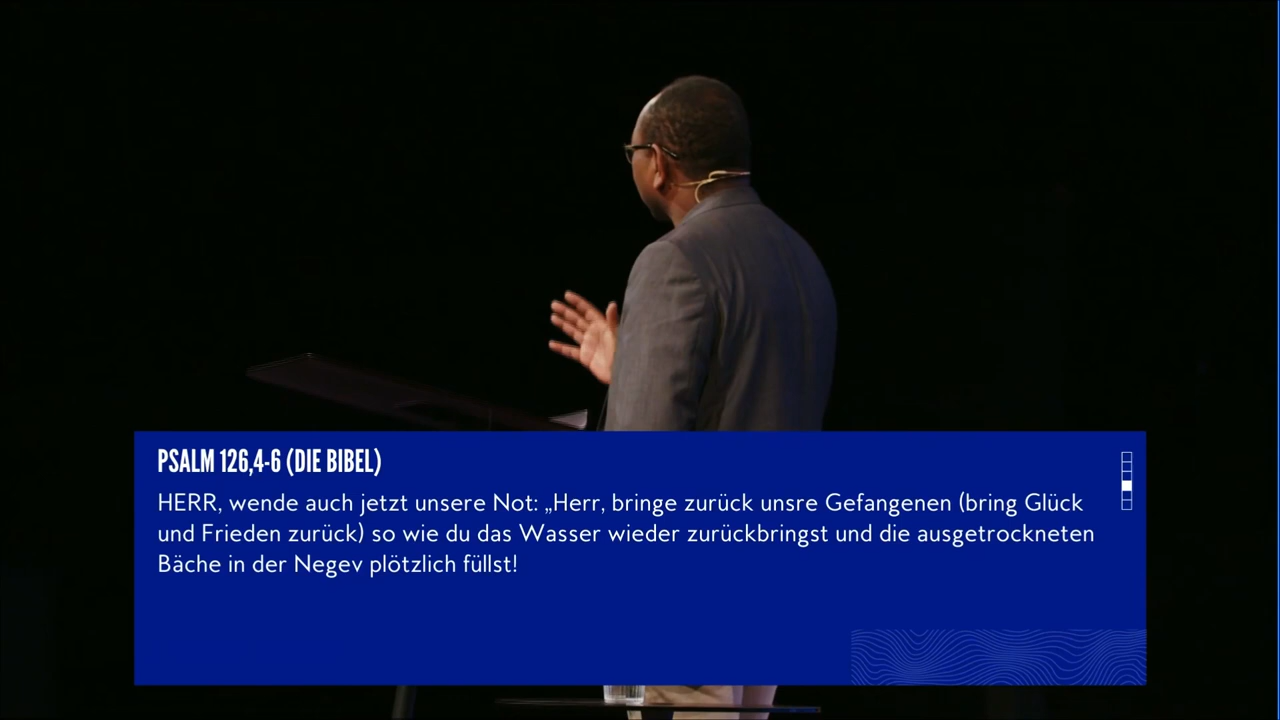 PSALM 126,4-6 (DIE BIBEL)
HERR, wende auch jetzt unsere Not: „Herr, bringe zurück unsre Gefangenen (bring Glück
und Frieden zurück) so wie du das Wasser wieder zurückbringst und die ausgetrockneten
Bäche in der Negev plötzlich füllst!